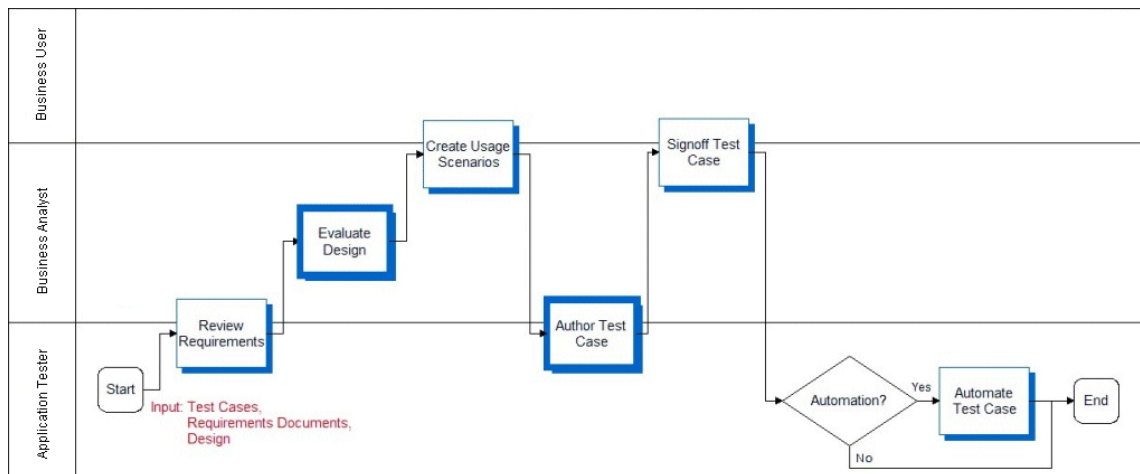 Business User
Business Analyst
Application Tester
Start
Review
Requirements
Input: Test Cases,
Requirements Documents,
Design
Evaluate
Design
Create Usage
Scenarios
Author Test
Case
Signoff Test
Case
Automation?
Yes
No
Automate
Test Case
End